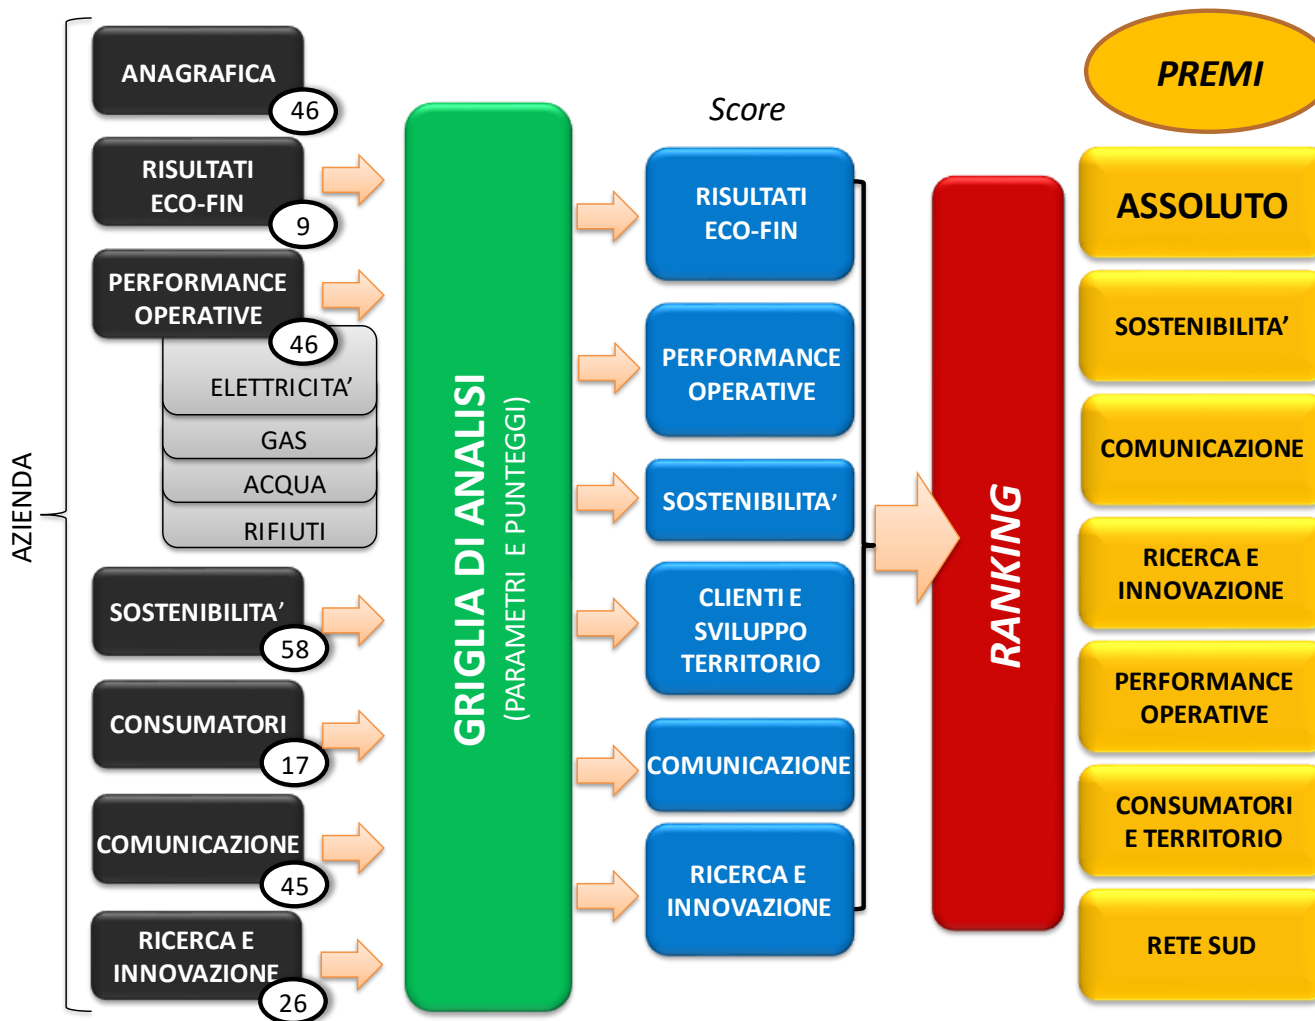 AZIENDA
ANAGRAFICA
46
RISULTATI
ECO-FIN
9
PERFORMANCE
OPERATIVE
46
ELETTRICITA’
GAS
ACQUA
RIFIUTI
SOSTENIBILITA’
58
CONSUMATORI
17
COMUNICAZIONE
45
RICERCA E
INNOVAZIONE
26
GRIGLIA DI ANALISI
(PARAMETRI E PUNTEGGI)
Score
RISULTATI
ECO-FIN
PERFORMANCE
OPERATIVE
SOSTENIBILITA’
CLIENTI E
SVILUPPO
TERRITORIO
COMUNICAZIONE
RICERCA E
INNOVAZIONE
RANKING
PREMI
ASSOLUTO
SOSTENIBILITA’
COMUNICAZIONE
RICERCA E
INNOVAZIONE
PERFORMANCE
OPERATIVE
CONSUMATORI
E TERRITORIO
RETE SUD